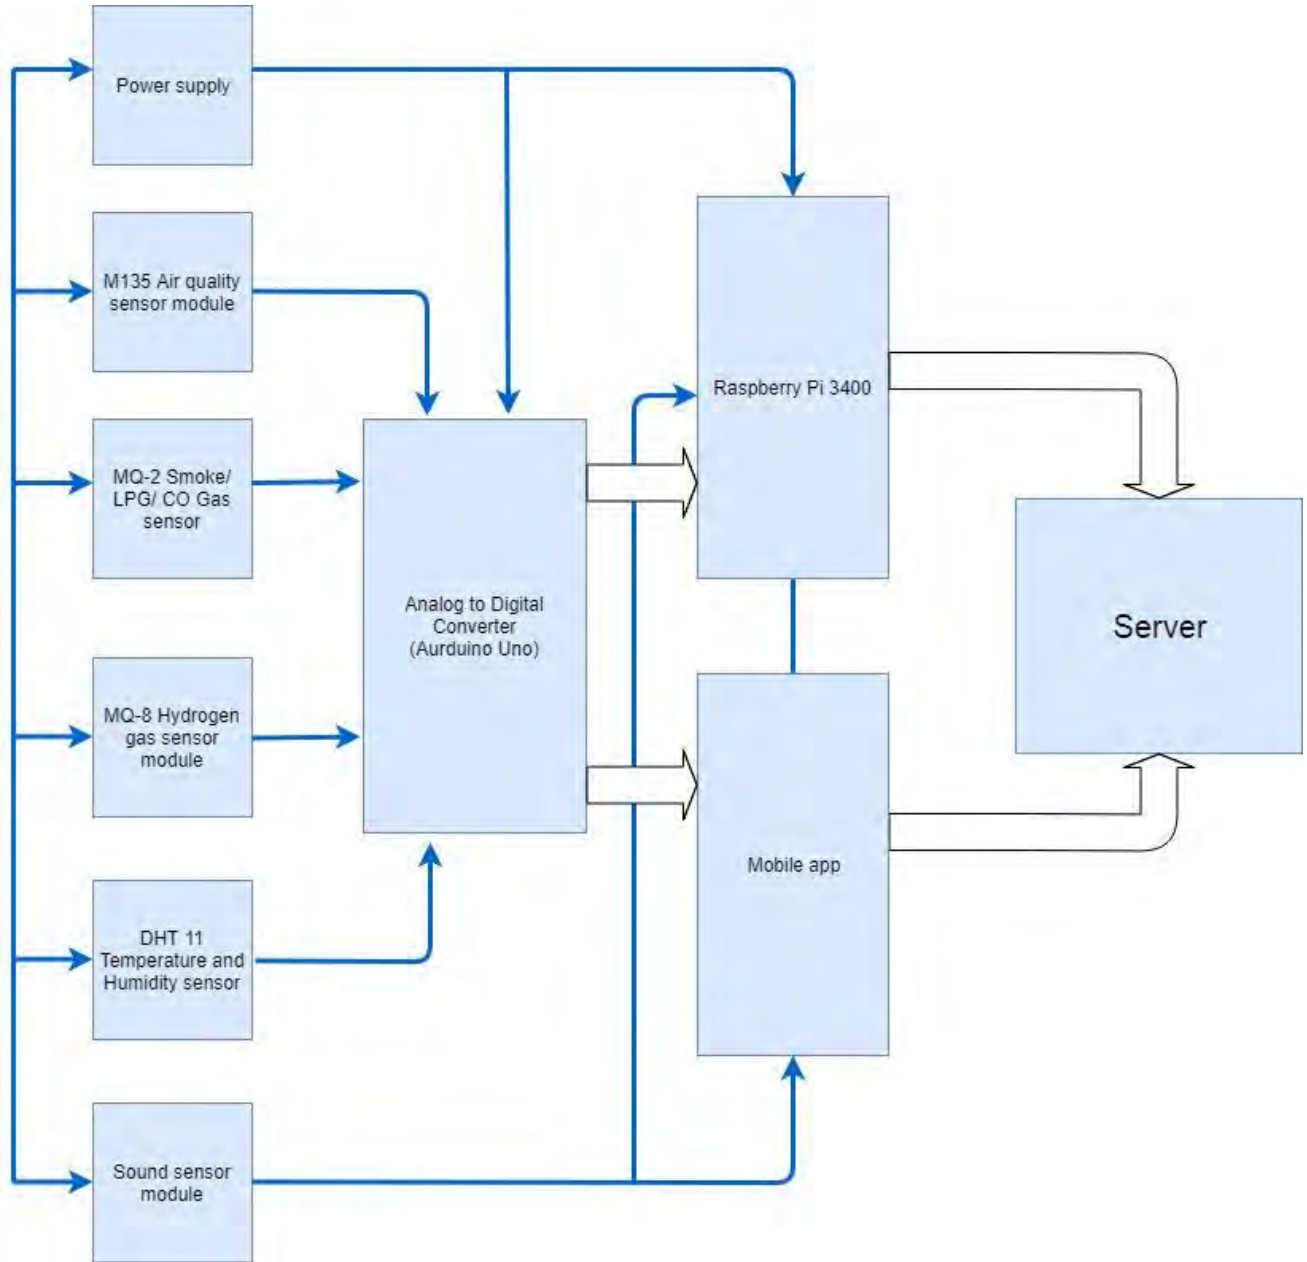 Power supply
M135 Air quality
sensor module
MQ-2 Smoke/
LPG/ CO Gas
sensor
MQ-8 Hydrogen
gas sensor
module
DHT 11
Temperature and
Humidity sensor
Sound sensor
module
Analog to Digital
Converter
(Aurduino Uno)
Raspberry Pi 3400
Mobile app
Server